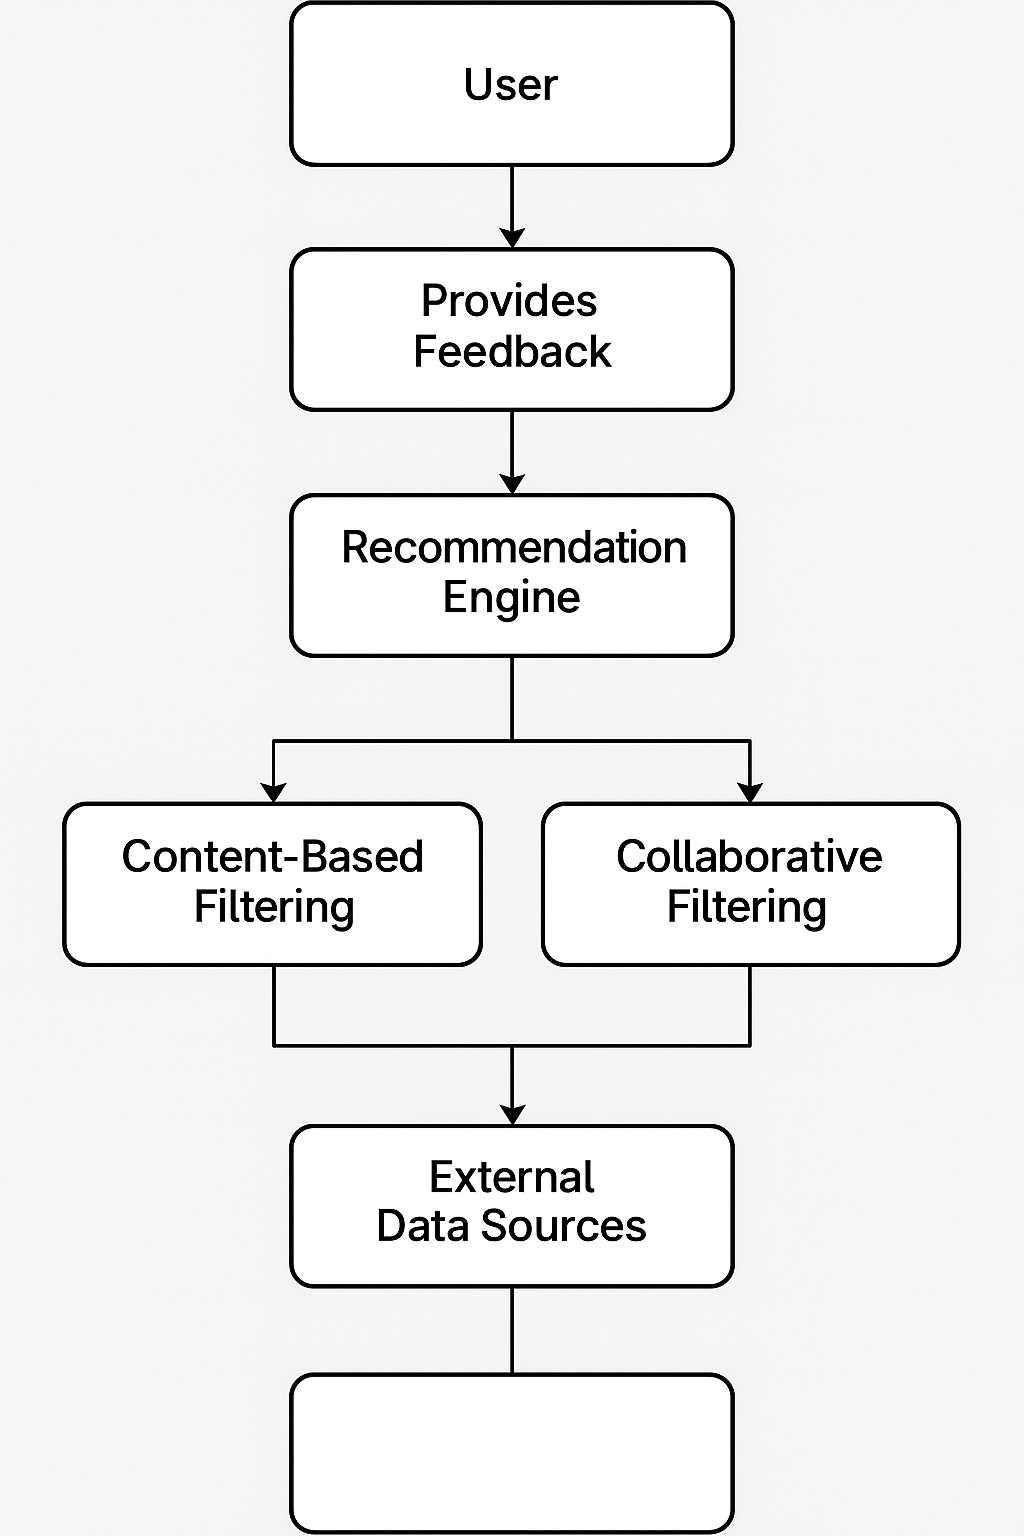 User
Provides
Feedback
Recommendation
Engine
Content-Based
Filtering
Collaborative
Filtering
External
Data Sources